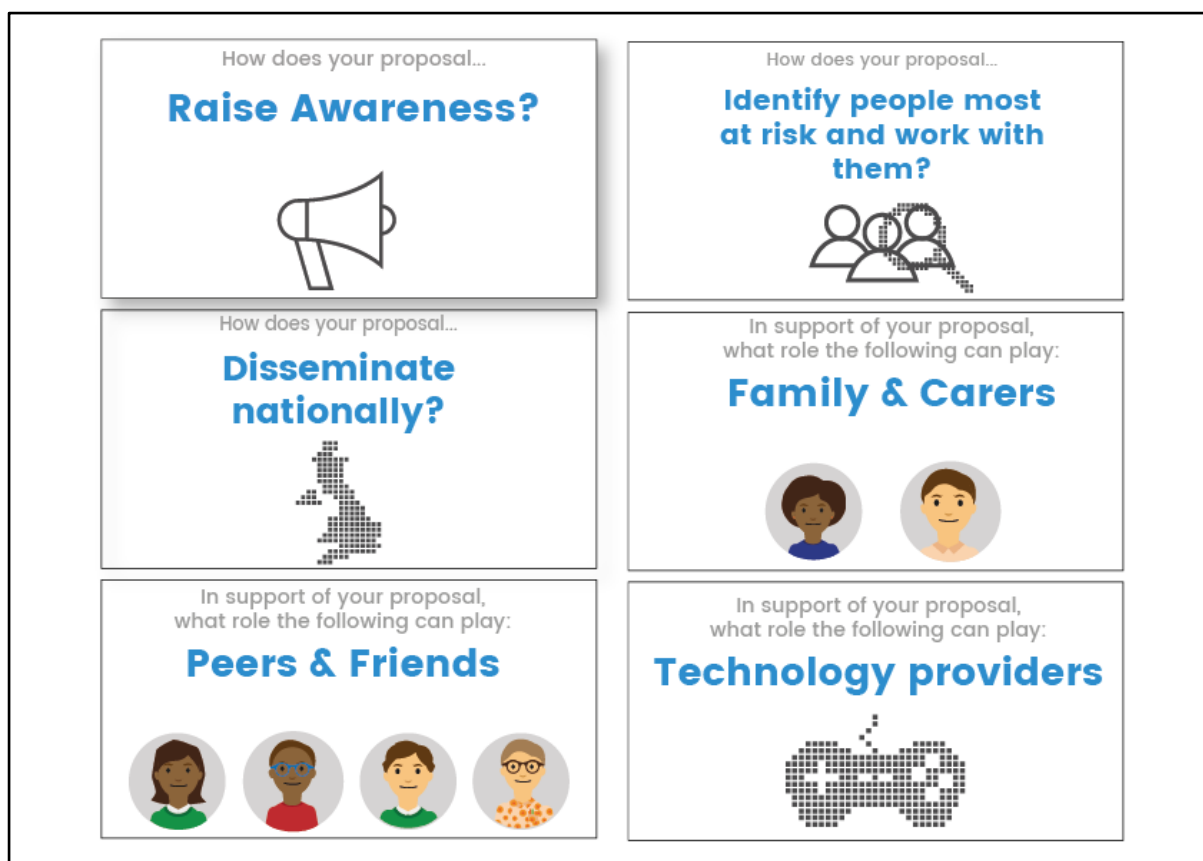 How does your proposal...
Raise Awareness?
How does your proposal...
Identify people most
at risk and work with
them?
How does your proposal...
Disseminate
nationally?
In support of your proposal,
what role the following can play:
Family & Carers
In support of your proposal,
what role the following can play:
Peers & Friends
In support of your proposal,
what role the following can play:
Technology providers